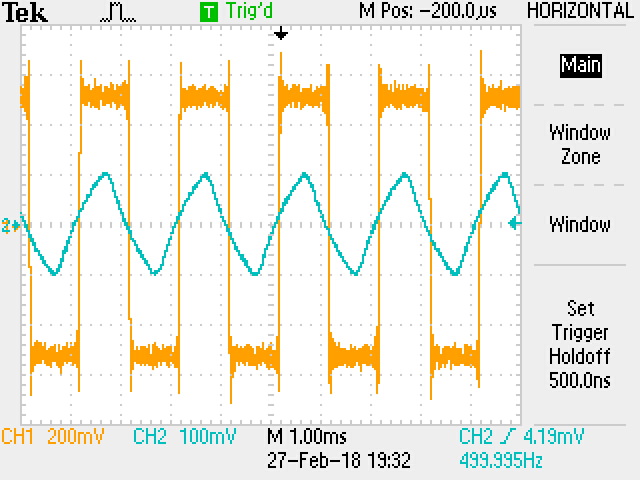 Tek T Trig'd M Pos: -200.0µs HORIZONTAL
Main
Window
Zone
Window
Set
Trigger
Holdoff
500.0ns
2
CH1 200mV CH2 100mV M 1.00ms CH2 / 4.19mV
27-Feb-18 19:32 499.995Hz